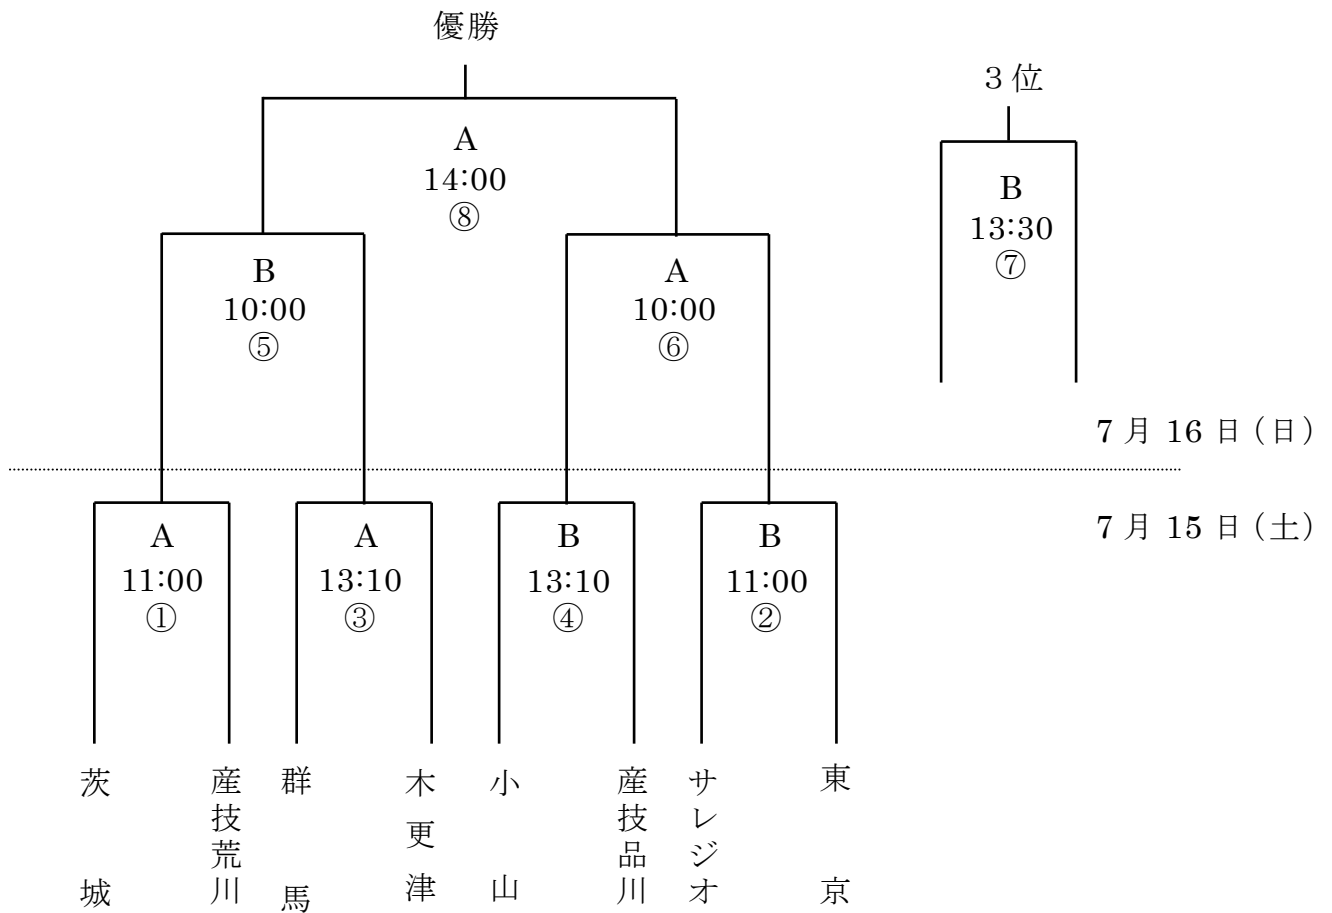 優勝
A
14:00
⑧
3位
B
13:30
⑦
B
10:00
⑤
A
10:00
⑥
7月16日(日)
7月15日(土)
A
11:00
①
A
13:10
③
B
13:10
④
B
11:00
②
茨城
産技荒川
群馬
木更津
小山
産技品川
サレジオ
東京